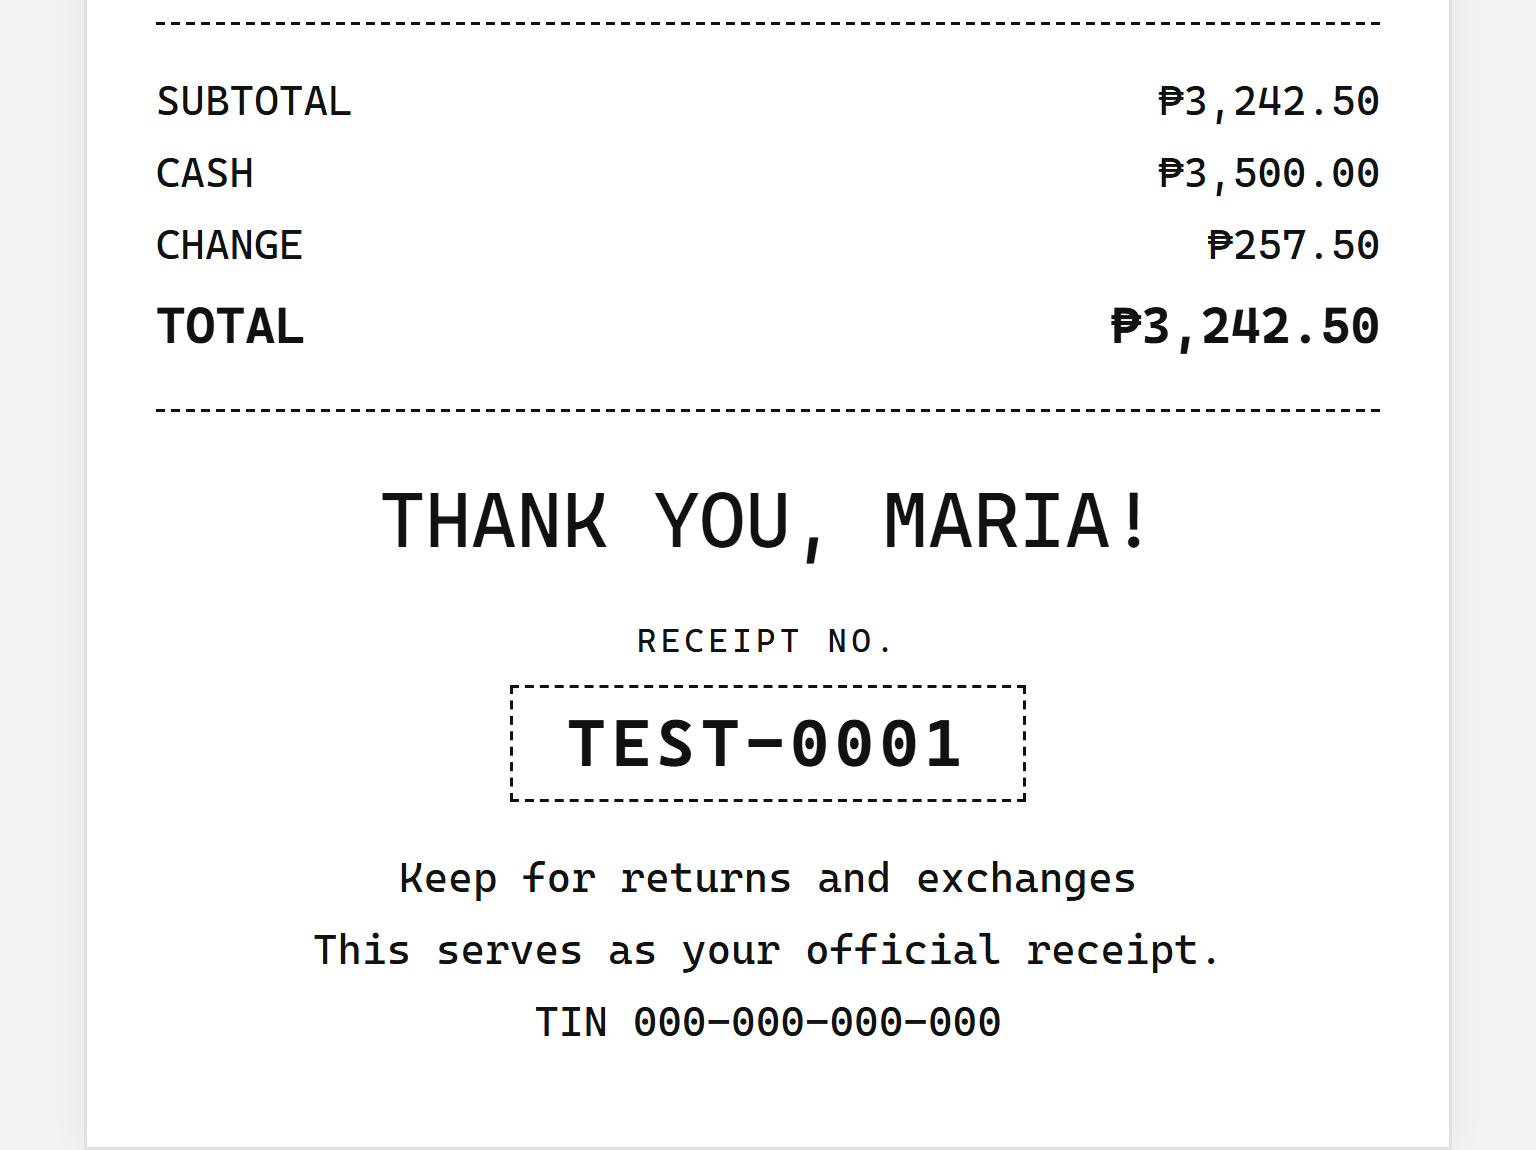 SUBTOTAL ₱3,242.50
CASH ₱3,500.00
CHANGE ₱257.50
TOTAL ₱3,242.50
THANK YOU, MARIA!
RECEIPT NO.
TEST-0001
Keep for returns and exchanges
This serves as your official receipt.
TIN 000-000-000-000